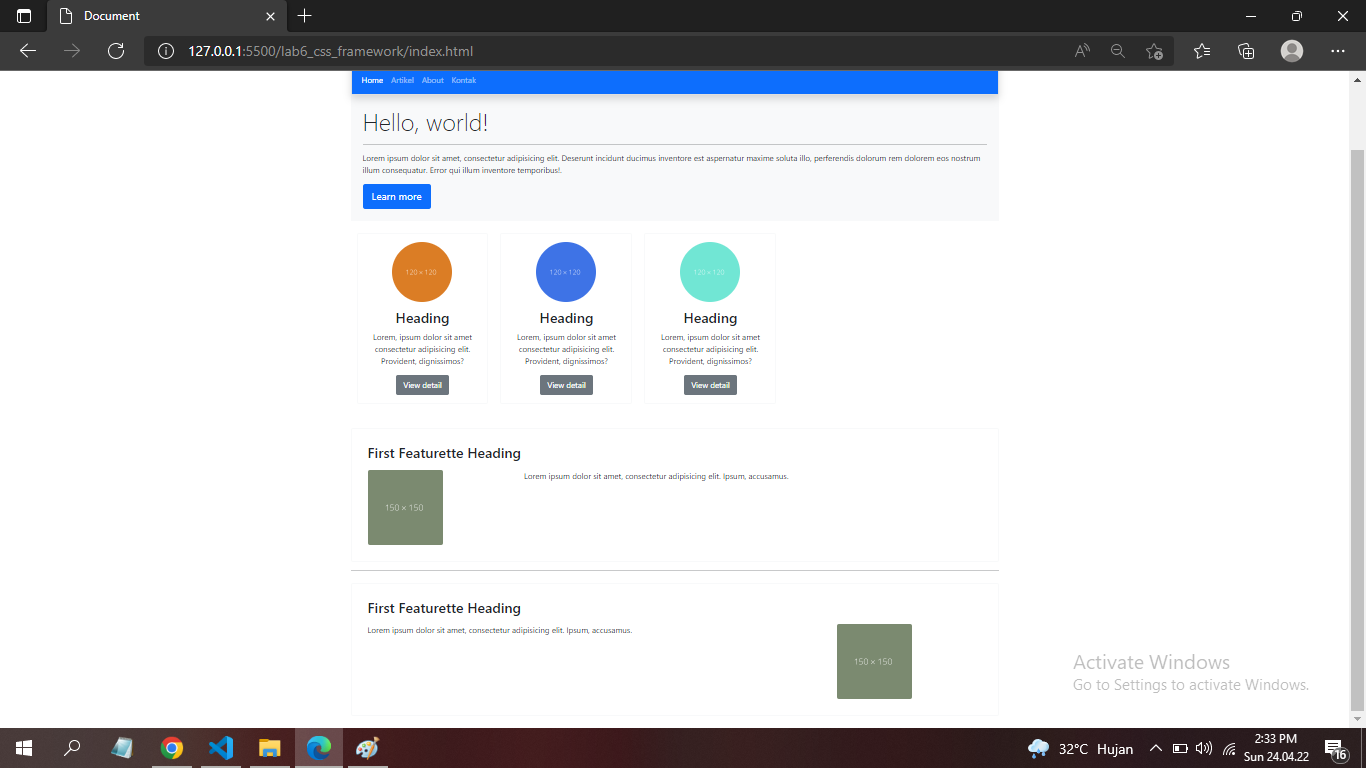 Document
127.0.0.1:5500/lab6_css_framework/index.html
Home Artikel About Kontak
Hello, world!
Lorem ipsum dolor sit amet, consectetur adipisicing elit. Deserunt incidunt ducimus inventore est aspernatur maxime soluta illo, perferendis dolorum rem dolorem eos nostrum
illum consequatur. Error qui illum inventore temporibus!.
Learn more
120 × 120
Heading
Lorem, ipsum dolor sit amet
consectetur adipisicing elit.
Provident, dignissimos?
View detail
120 × 120
Heading
Lorem, ipsum dolor sit amet
consectetur adipisicing elit.
Provident, dignissimos?
View detail
120 × 120
Heading
Lorem, ipsum dolor sit amet
consectetur adipisicing elit.
Provident, dignissimos?
View detail
First Featurette Heading
150 × 150
Lorem ipsum dolor sit amet, consectetur adipisicing elit. Ipsum, accusamus.
First Featurette Heading
Lorem ipsum dolor sit amet, consectetur adipisicing elit. Ipsum, accusamus.
150 × 150
Activate Windows
Go to Settings to activate Windows.
32°C Hujan
2:33 PM
Sun 24.04.22
16